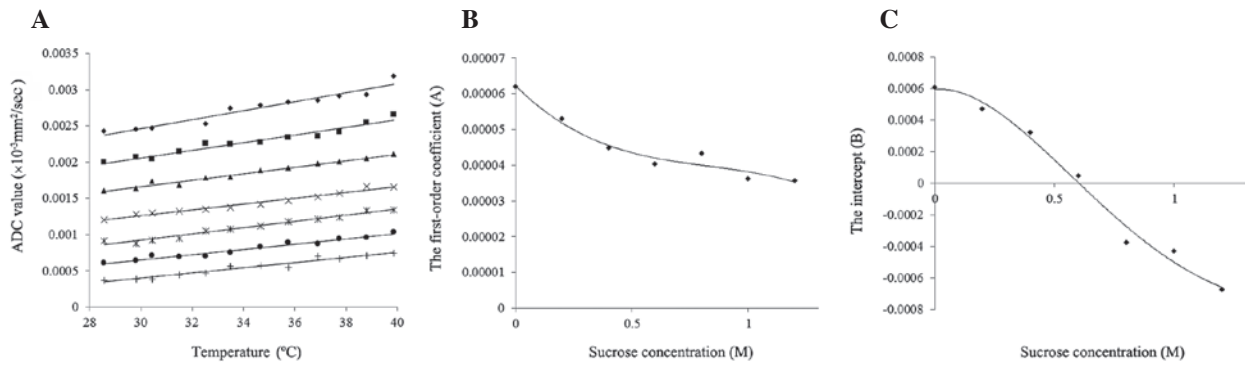 A
ADC value (×10⁻³mm²/sec)
0.0035
0.003
0.0025
0.002
0.0015
0.001
0.0005
0
28 30 32 34 36 38 40
Temperature (ºC)
B
The first-order coefficient (A)
0.00007
0.00006
0.00005
0.00004
0.00003
0.00002
0.00001
0
0 0.5 1
Sucrose concentration (M)
C
The intercept (B)
0.0008
0.0006
0.0004
0.0002
0
-0.0002
-0.0004
-0.0006
-0.0008
0 0.5 1
Sucrose concentration (M)